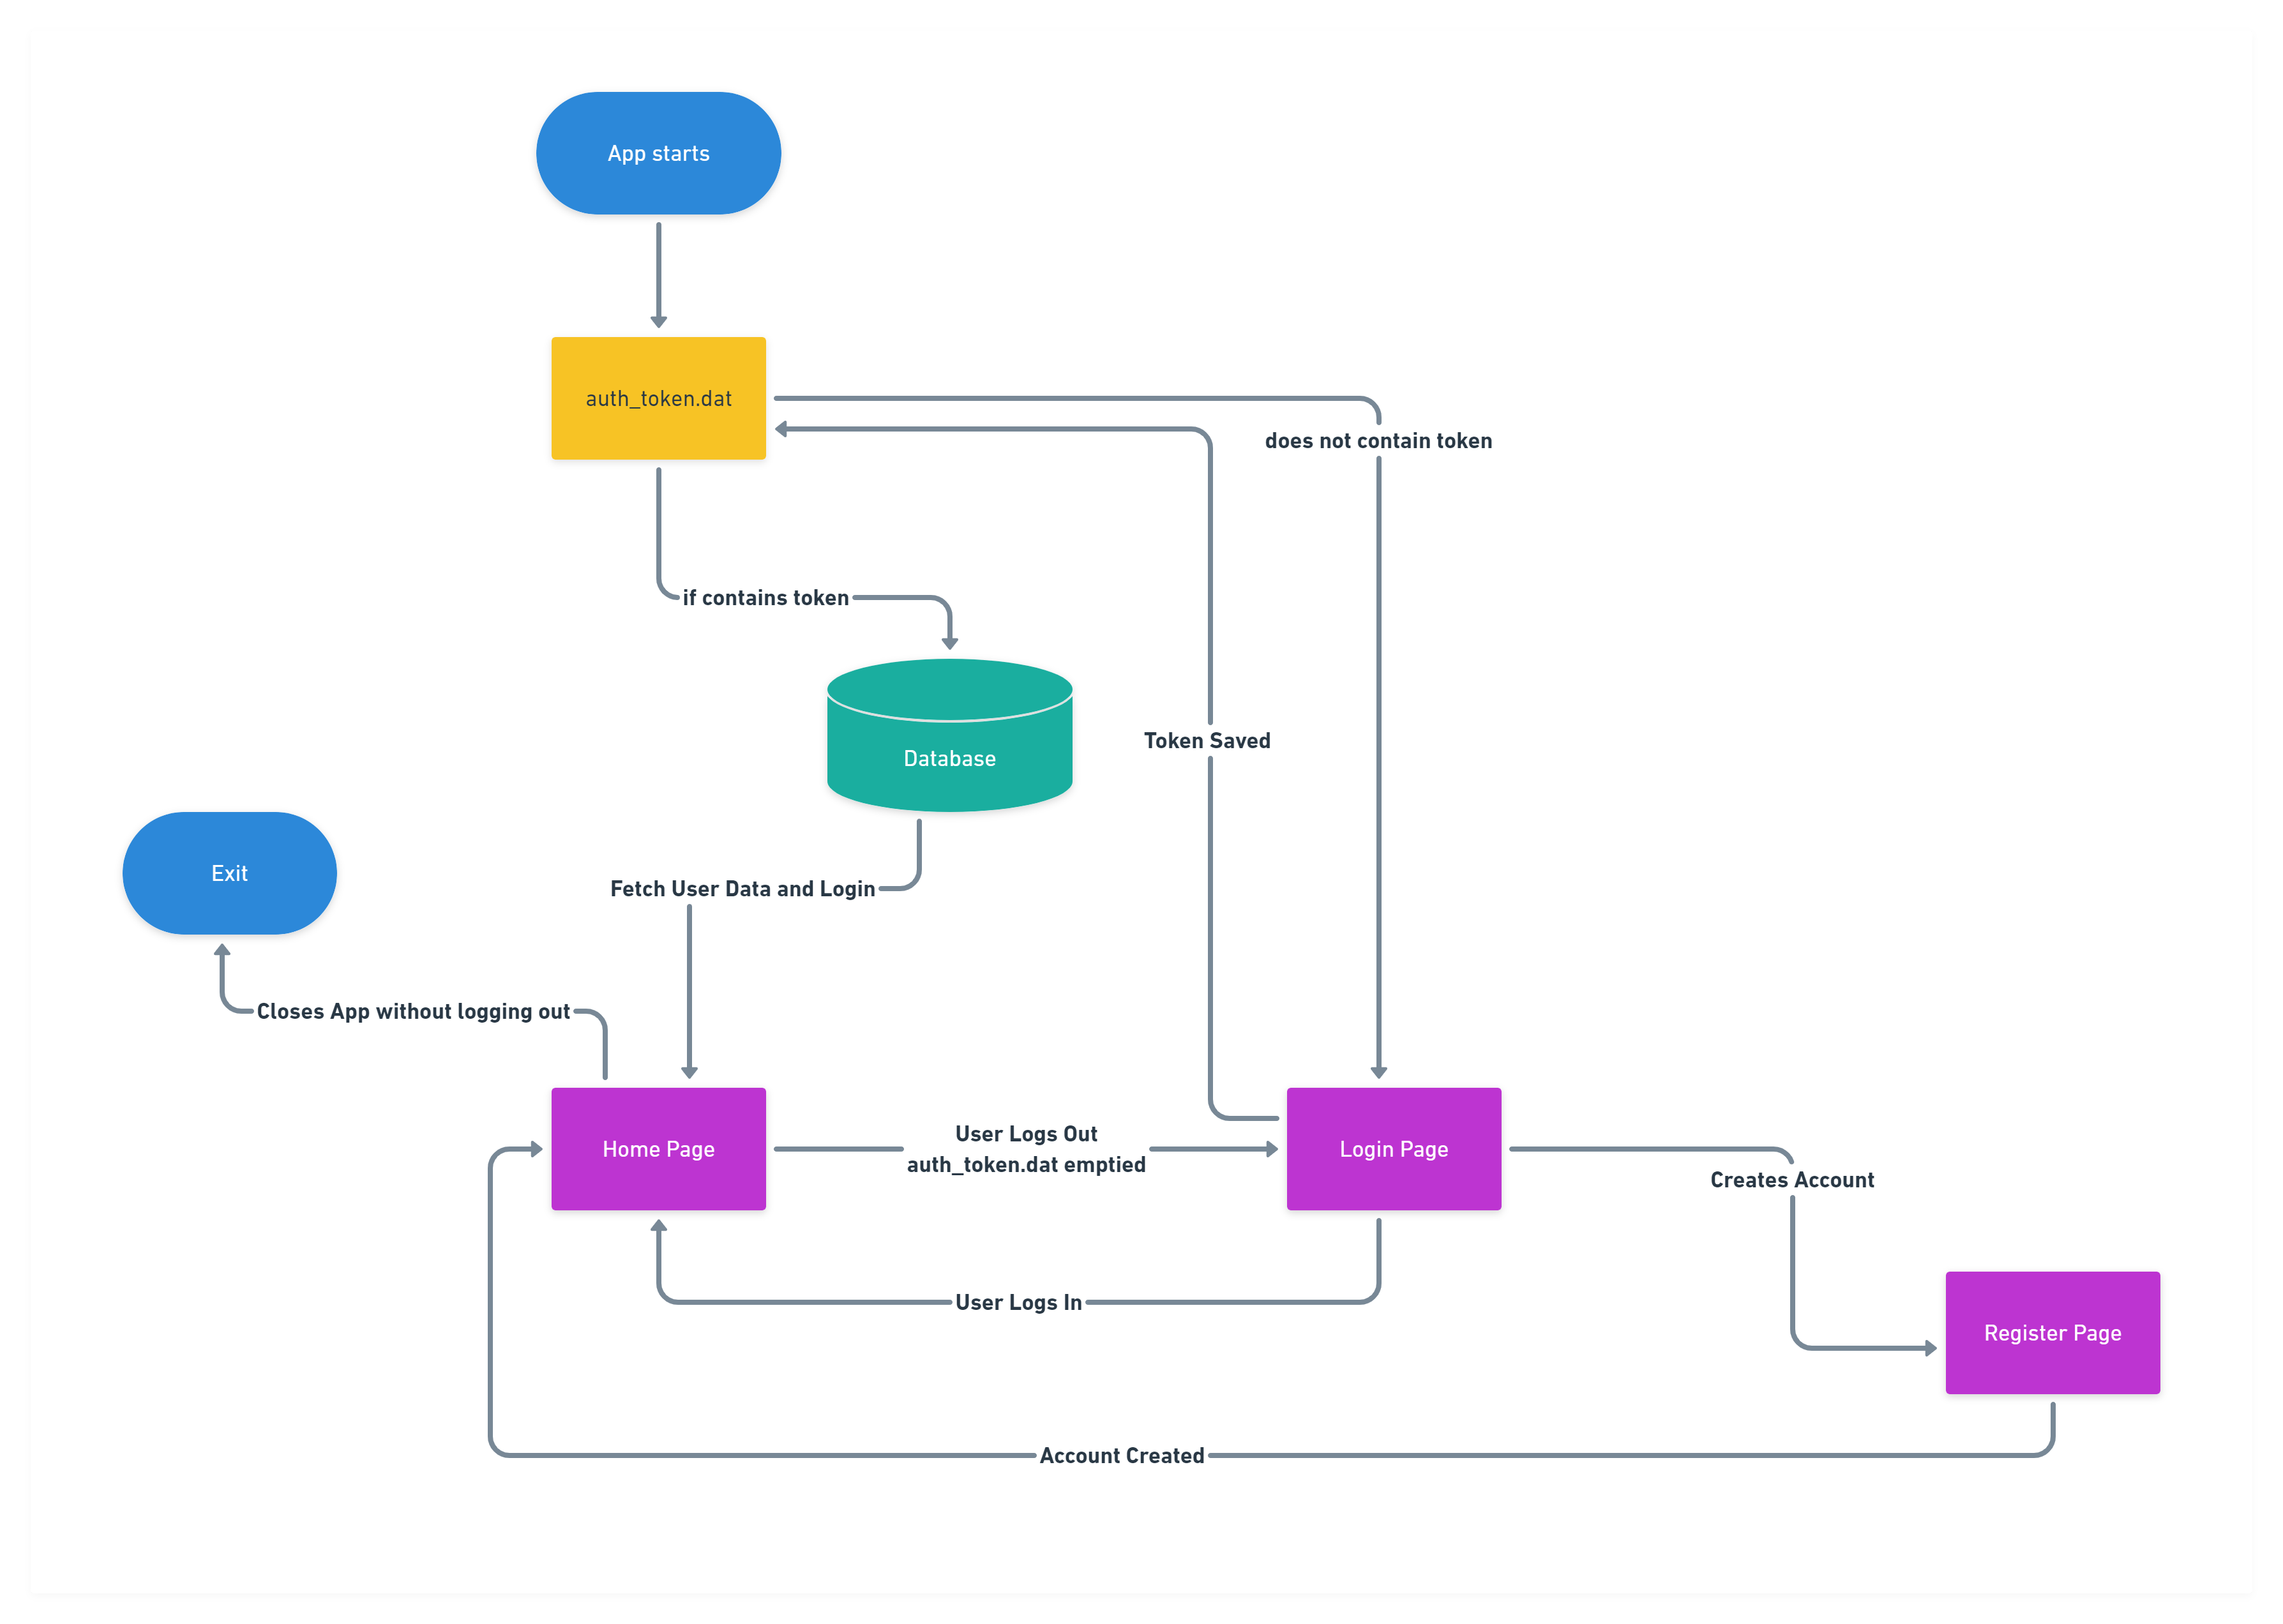 App starts
auth_token.dat
does not contain token
if contains token
Token Saved
Database
Exit
Fetch User Data and Login
Closes App without logging out
Home Page
User Logs Out
auth_token.dat emptied
Login Page
Creates Account
User Logs In
Register Page
Account Created